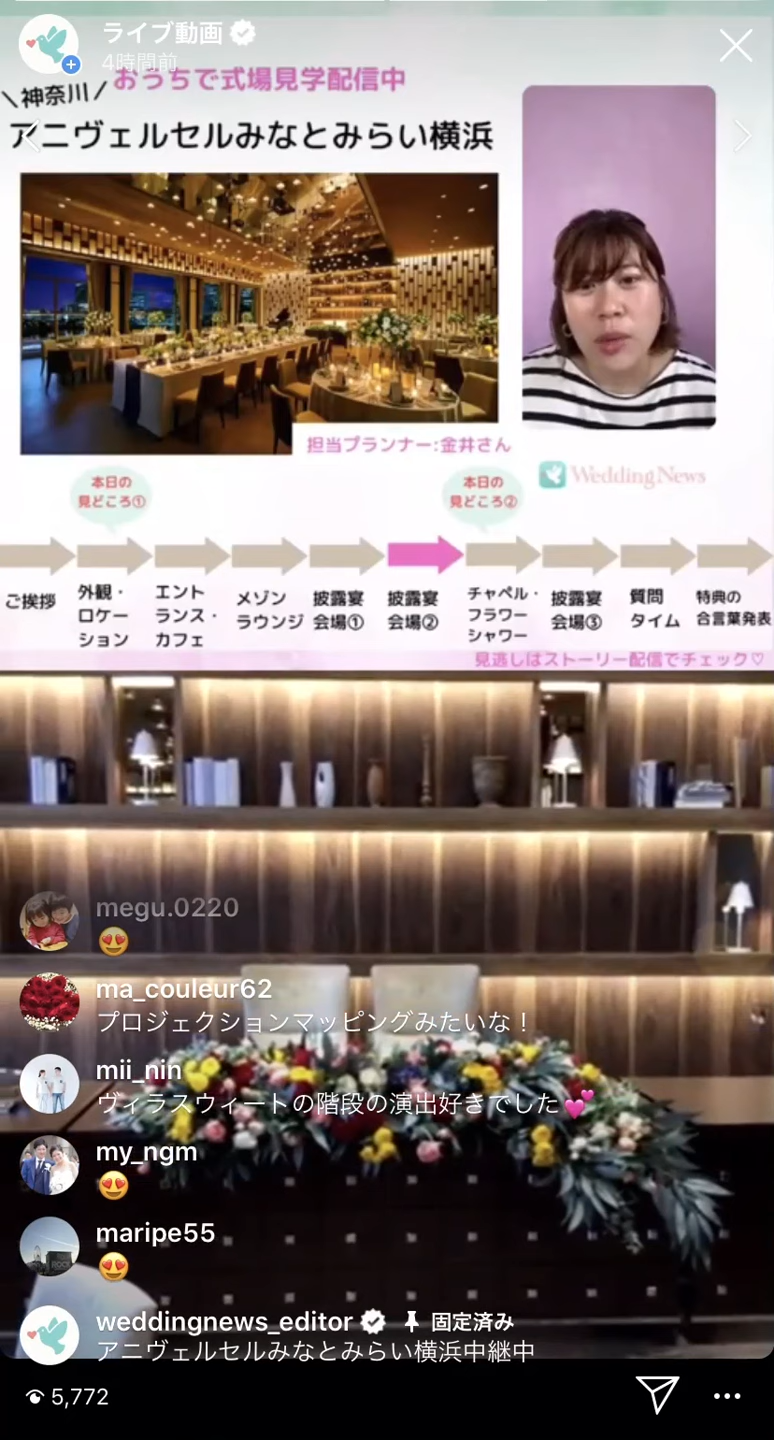 ライブ動画
4時間前
おうちで式場見学配信中
\神奈川/
アニヴェルセルみなとみらい横浜
担当プランナー:金井さん
WeddingNews
本日の
見どころ①
本日の
見どころ②
ご挨拶
外観・
ロケー
ション
エント
ランス・
カフェ
メゾン
ラウンジ
披露宴
会場①
披露宴
会場②
チャペル・
フラワー
シャワー
披露宴
会場③
質問
タイム
特典の
合言葉発表
見逃しはストーリー配信でチェック♡
megu.0220
😍
ma_couleur62
プロジェクションマッピングみたいな！
mii_nin
ヴィラスウィートの階段の演出好きでした💕
my_ngm
😍
maripe55
😍
weddingnews_editor 固定済み
アニヴェルセルみなとみらい横浜中継中
5,772